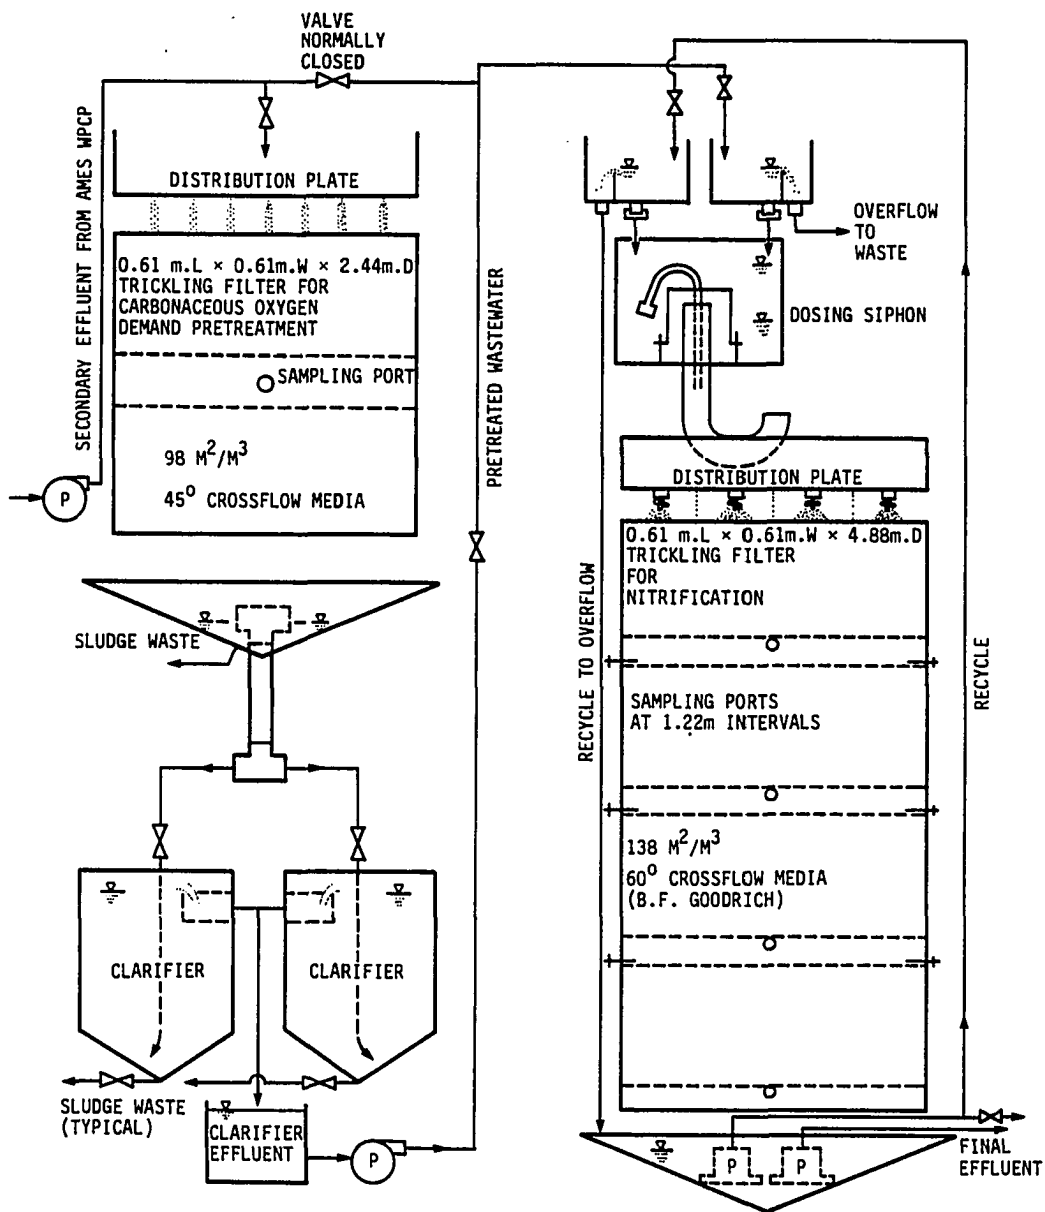 VALVE
NORMALLY
CLOSED
SECONDARY EFFLUENT FROM AMES WPCP
DISTRIBUTION PLATE
0.61 m.L × 0.61m.W × 2.44m.D
TRICKLING FILTER FOR
CARBONACEOUS OXYGEN
DEMAND PRETREATMENT
SAMPLING PORT
98 M²/M³
45⁰ CROSSFLOW MEDIA
P
SLUDGE WASTE
CLARIFIER
CLARIFIER
SLUDGE WASTE
(TYPICAL)
CLARIFIER
EFFLUENT
P
PRETREATED WASTEWATER
OVERFLOW
TO
WASTE
DOSING SIPHON
DISTRIBUTION PLATE
0.61 m.L × 0.61m.W × 4.88m.D
TRICKLING FILTER
FOR
NITRIFICATION
RECYCLE TO OVERFLOW
RECYCLE
SAMPLING PORTS
AT 1.22m INTERVALS
138 M²/M³
60⁰ CROSSFLOW MEDIA
(B.F. GOODRICH)
P
P
FINAL
EFFLUENT